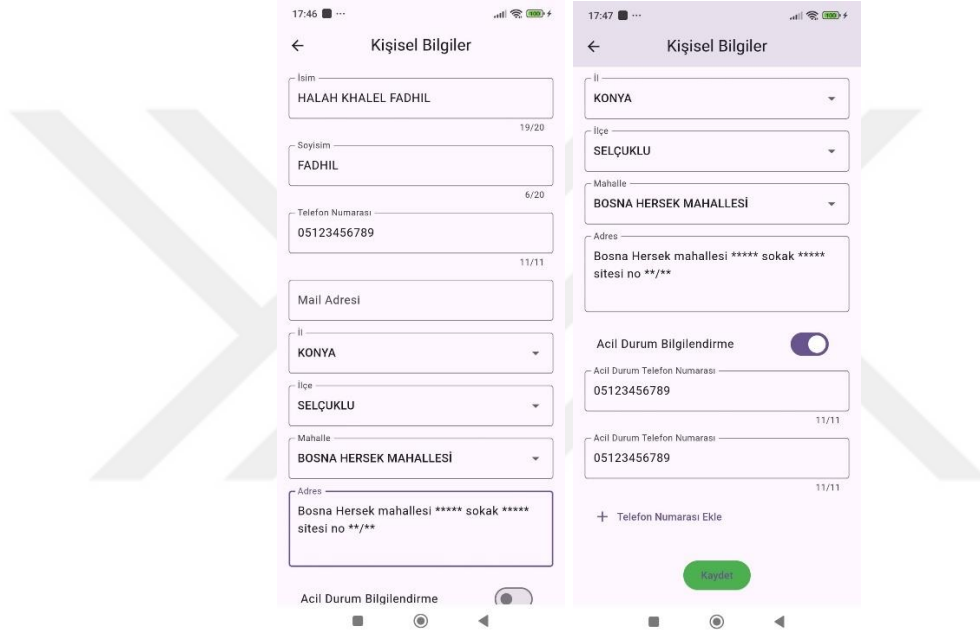 17:46 ...
100
Kişisel Bilgiler
İsim
HALAH KHALEL FADHIL
19/20
Soyisim
FADHIL
6/20
Telefon Numarası
05123456789
11/11
Mail Adresi
İl
KONYA
İlçe
SELÇUKLU
Mahalle
BOSNA HERSEK MAHALLESİ
Adres
Bosna Hersek mahallesi ***** sokak *****
sitesi no **/**
Acil Durum Bilgilendirme
17:47 ...
100
Kişisel Bilgiler
İl
KONYA
İlçe
SELÇUKLU
Mahalle
BOSNA HERSEK MAHALLESİ
Adres
Bosna Hersek mahallesi ***** sokak *****
sitesi no **/**
Acil Durum Bilgilendirme
Acil Durum Telefon Numarası
05123456789
11/11
Acil Durum Telefon Numarası
05123456789
11/11
+ Telefon Numarası Ekle
Kaydet